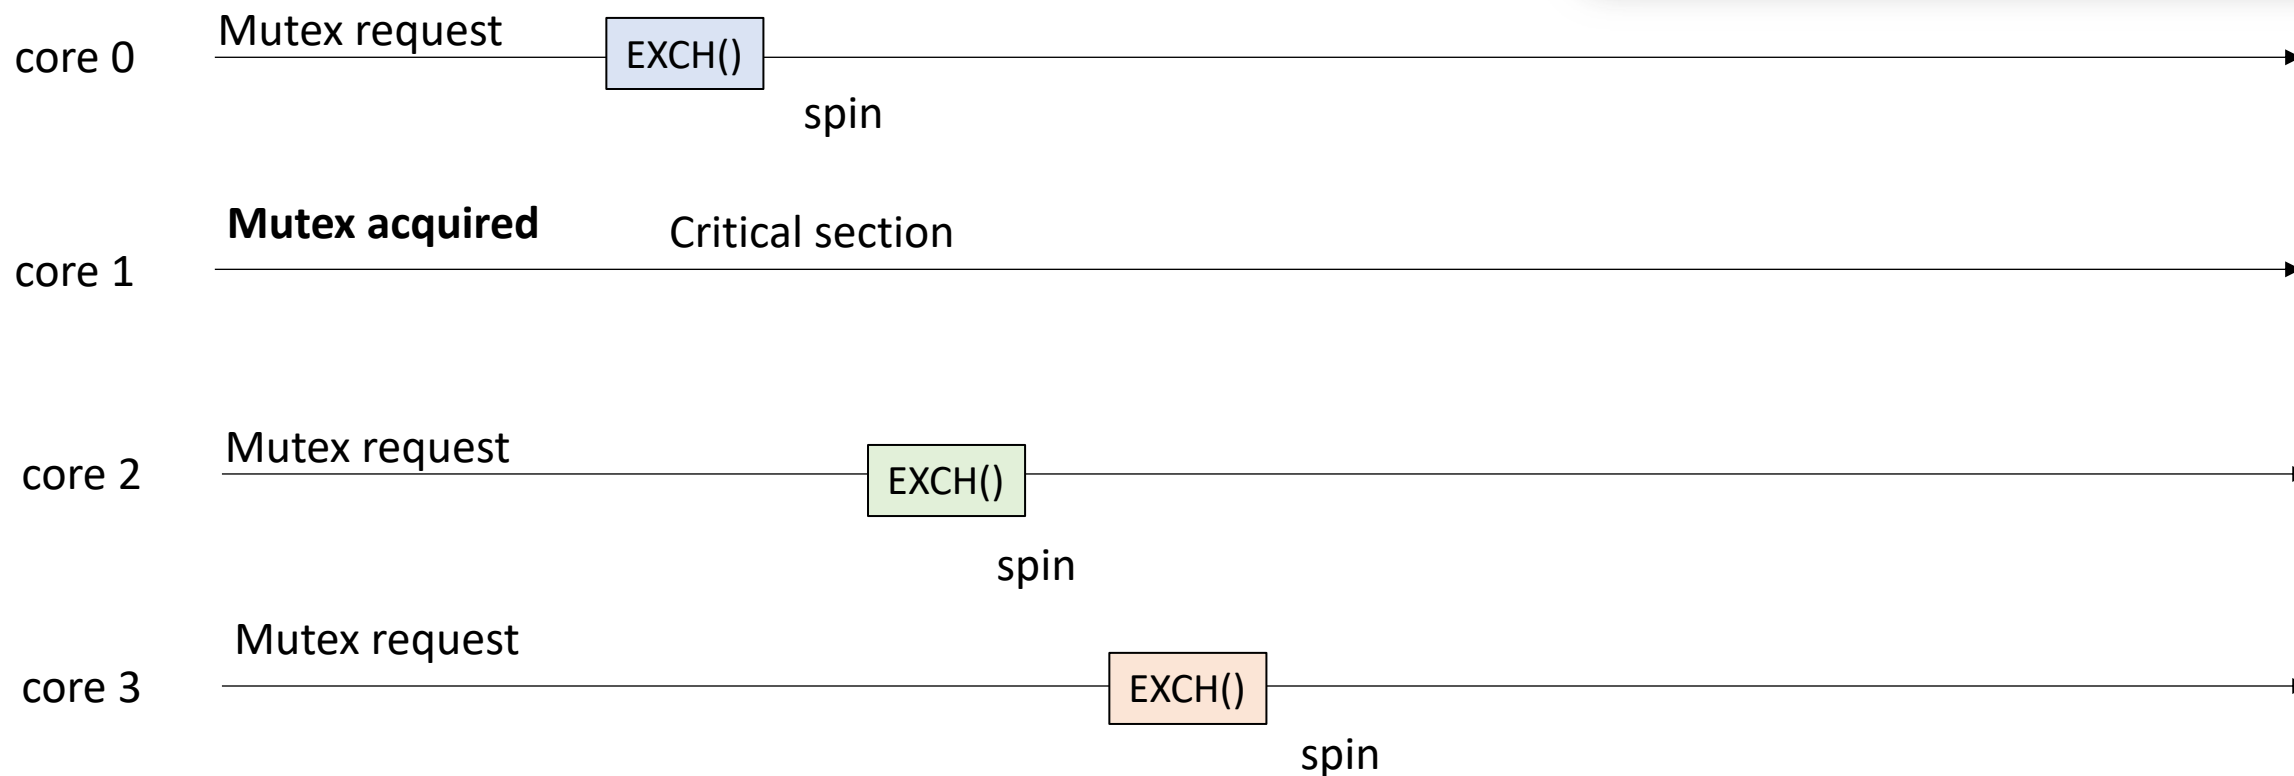 Mutex request
core 0
EXCH()
spin
Mutex acquired
Critical section
core 1
Mutex request
core 2
EXCH()
spin
Mutex request
core 3
EXCH()
spin